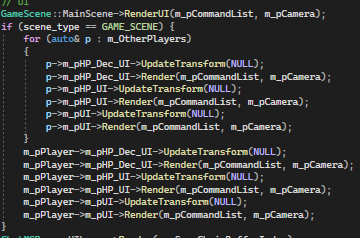 // UI
GameScene::MainScene->RenderUI(m_pCommandList, m_pCamera);
if (scene_type == GAME_SCENE) {
for (auto& p : m_OtherPlayers)
{
p->m_pHP_Dec_UI->UpdateTransform(NULL);
p->m_pHP_Dec_UI->Render(m_pCommandList, m_pCamera);
p->m_pHP_UI->UpdateTransform(NULL);
p->m_pHP_UI->Render(m_pCommandList, m_pCamera);
p->m_pUI->UpdateTransform(NULL);
p->m_pUI->Render(m_pCommandList, m_pCamera);
}
m_pPlayer->m_pHP_Dec_UI->UpdateTransform(NULL);
m_pPlayer->m_pHP_Dec_UI->Render(m_pCommandList, m_pCamera);
m_pPlayer->m_pHP_UI->UpdateTransform(NULL);
m_pPlayer->m_pHP_UI->Render(m_pCommandList, m_pCamera);
m_pPlayer->m_pUI->UpdateTransform(NULL);
m_pPlayer->m_pUI->Render(m_pCommandList, m_pCamera);
}